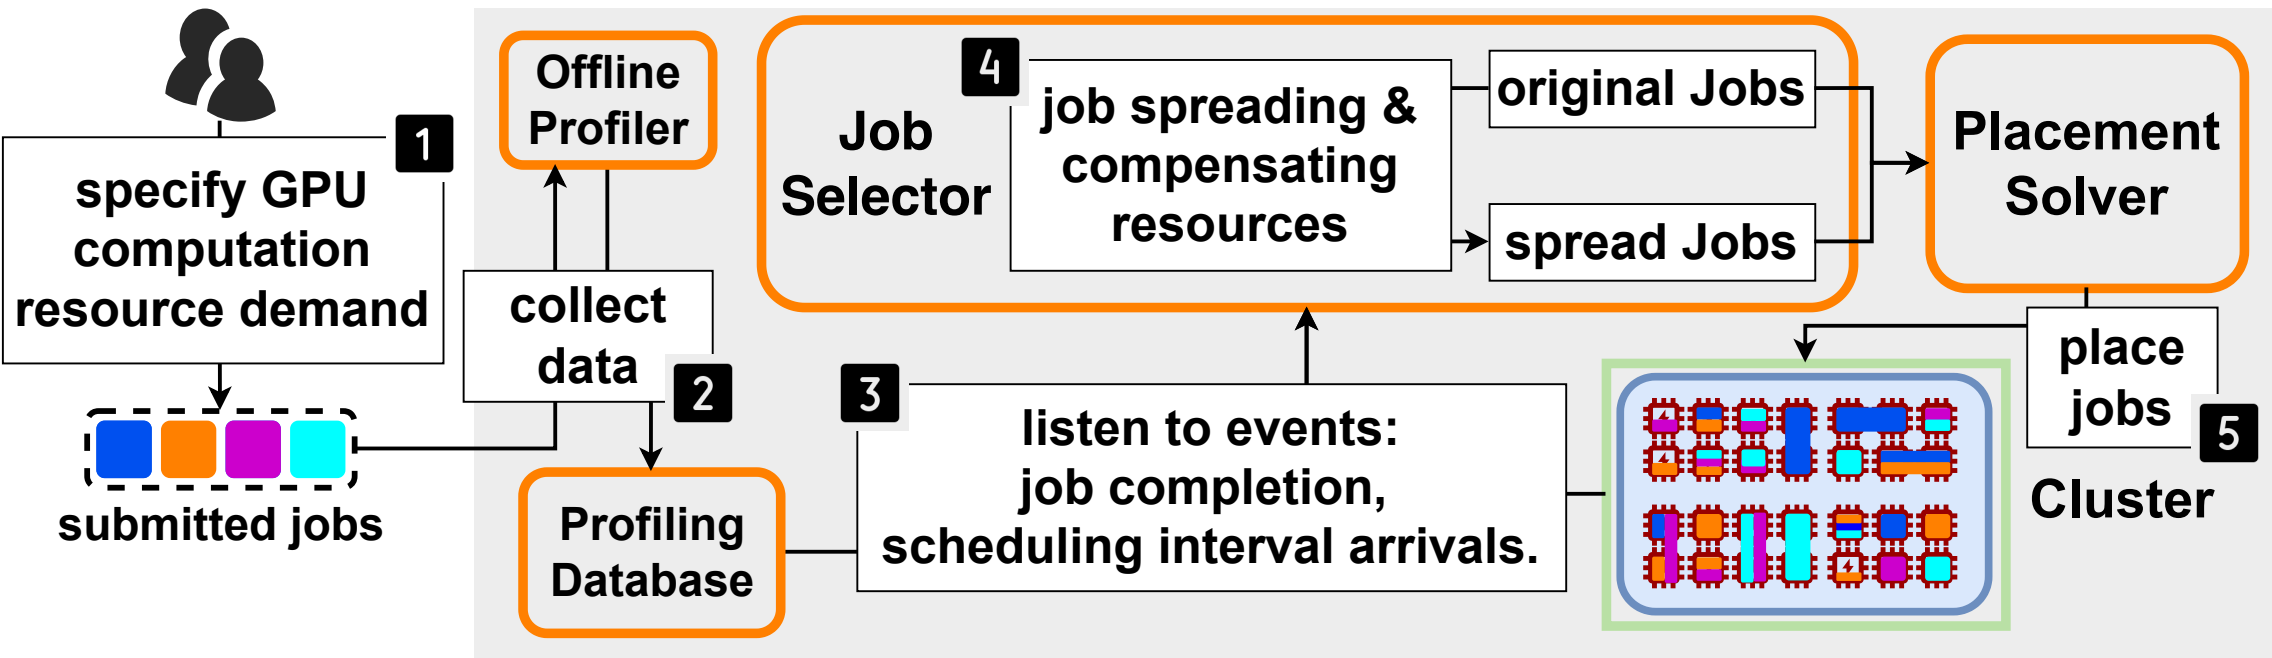 1
specify GPU
computation
resource demand
submitted jobs
Offline
Profiler
collect
data
2
Profiling
Database
3
listen to events:
job completion,
scheduling interval arrivals.
Job
Selector
4
job spreading &
compensating
resources
original Jobs
spread Jobs
Placement
Solver
place
jobs
5
Cluster